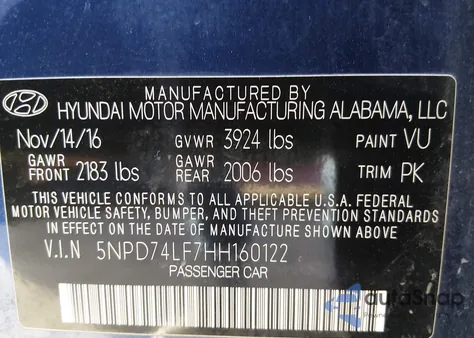 MANUFACTURED BY
HYUNDAI MOTOR MANUFACTURING ALABAMA, LLC
Nov/14/16 GVWR 3924 lbs PAINT VU
GAWR FRONT 2183 lbs GAWR REAR 2006 lbs TRIM PK
THIS VEHICLE CONFORMS TO ALL APPLICABLE U.S.A. FEDERAL
MOTOR VEHICLE SAFETY, BUMPER, AND THEFT PREVENTION STANDARDS
IN EFFECT ON THE DATE OF MANUFACTURE SHOWN ABOVE
V.I.N 5NPD74LF7HH160122
PASSENGER CAR
autoSnap